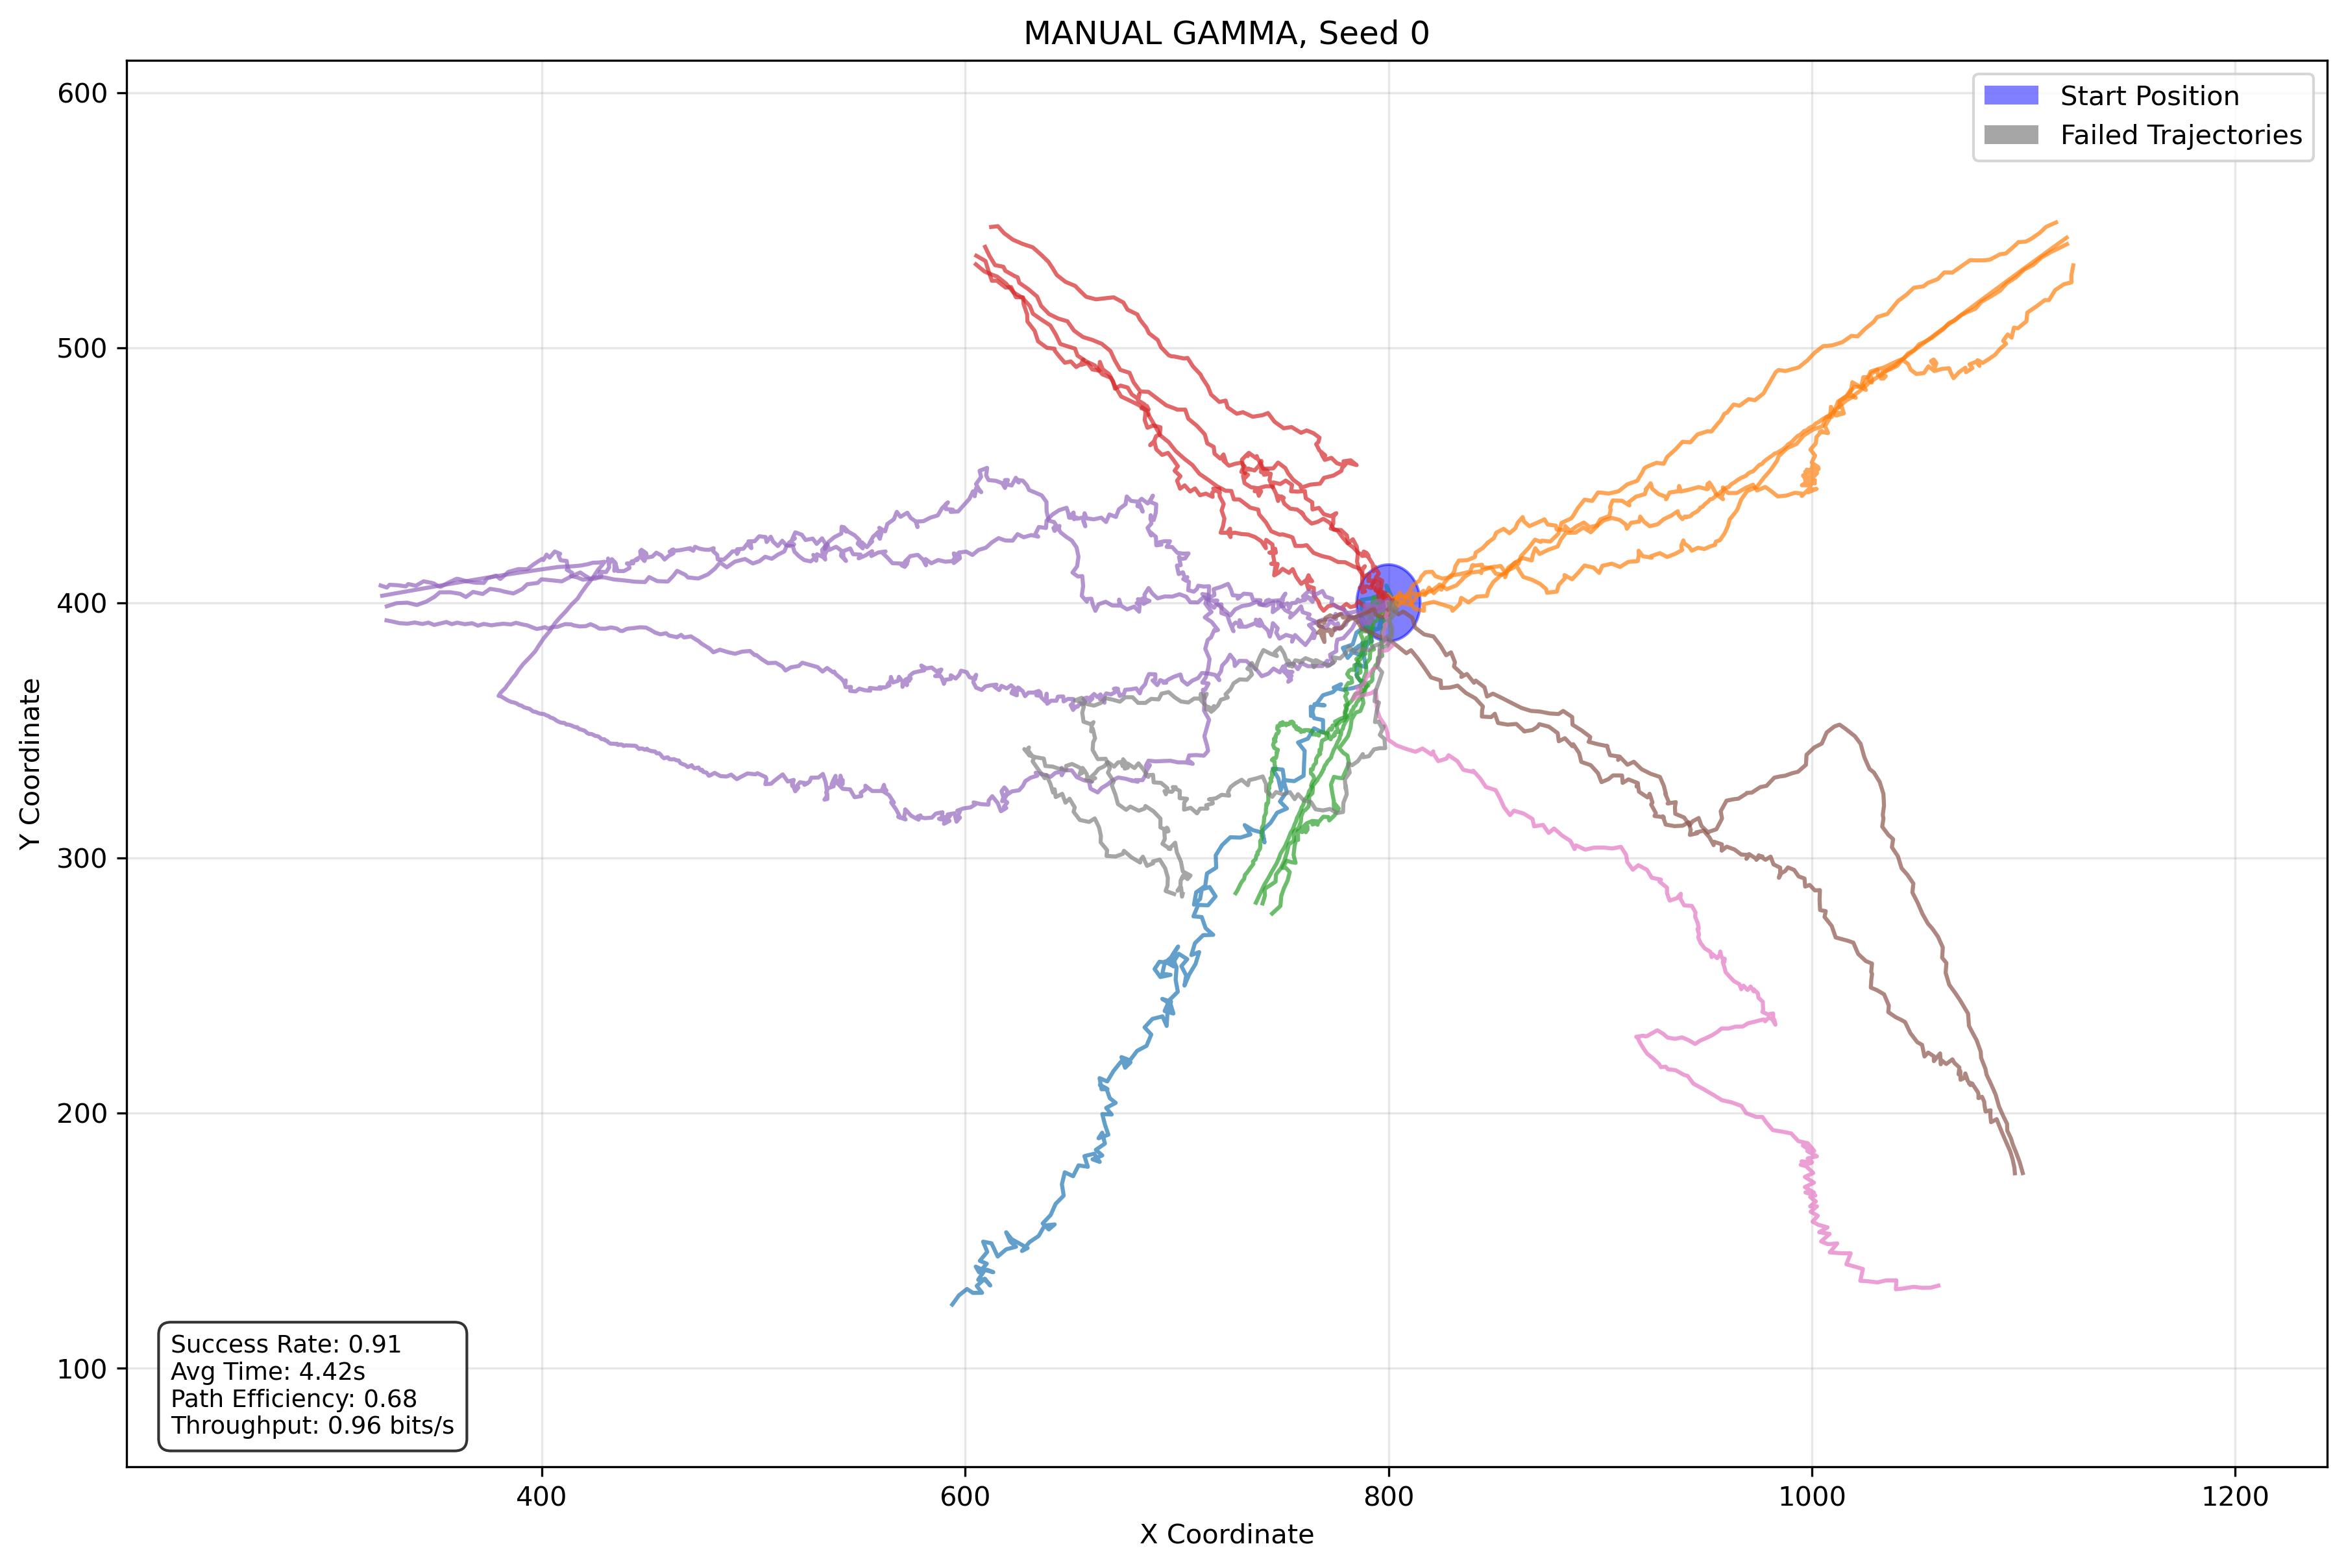 MANUAL GAMMA, Seed 0
Start Position
Failed Trajectories
600
500
400
300
200
100
Y Coordinate
Success Rate: 0.91
Avg Time: 4.42s
Path Efficiency: 0.68
Throughput: 0.96 bits/s
400
600
800
1000
1200
X Coordinate